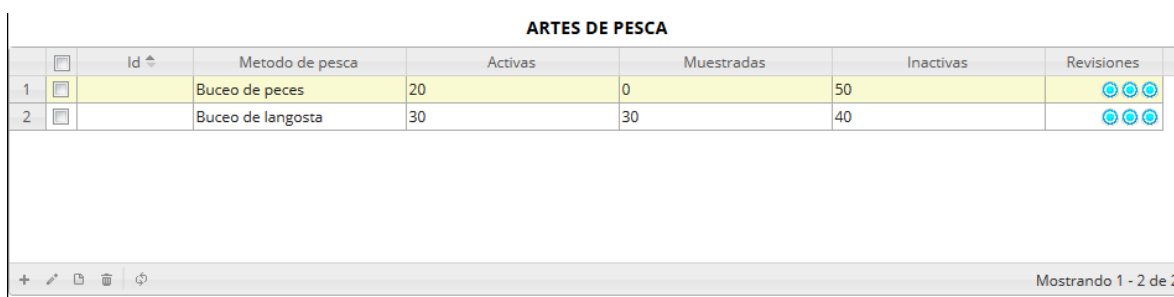 ARTES DE PESCA
Id Metodo de pesca Activas Muestradas Inactivas Revisiones
1 Buceo de peces 20 0 50
2 Buceo de langosta 30 30 40
Mostrando 1 - 2 de